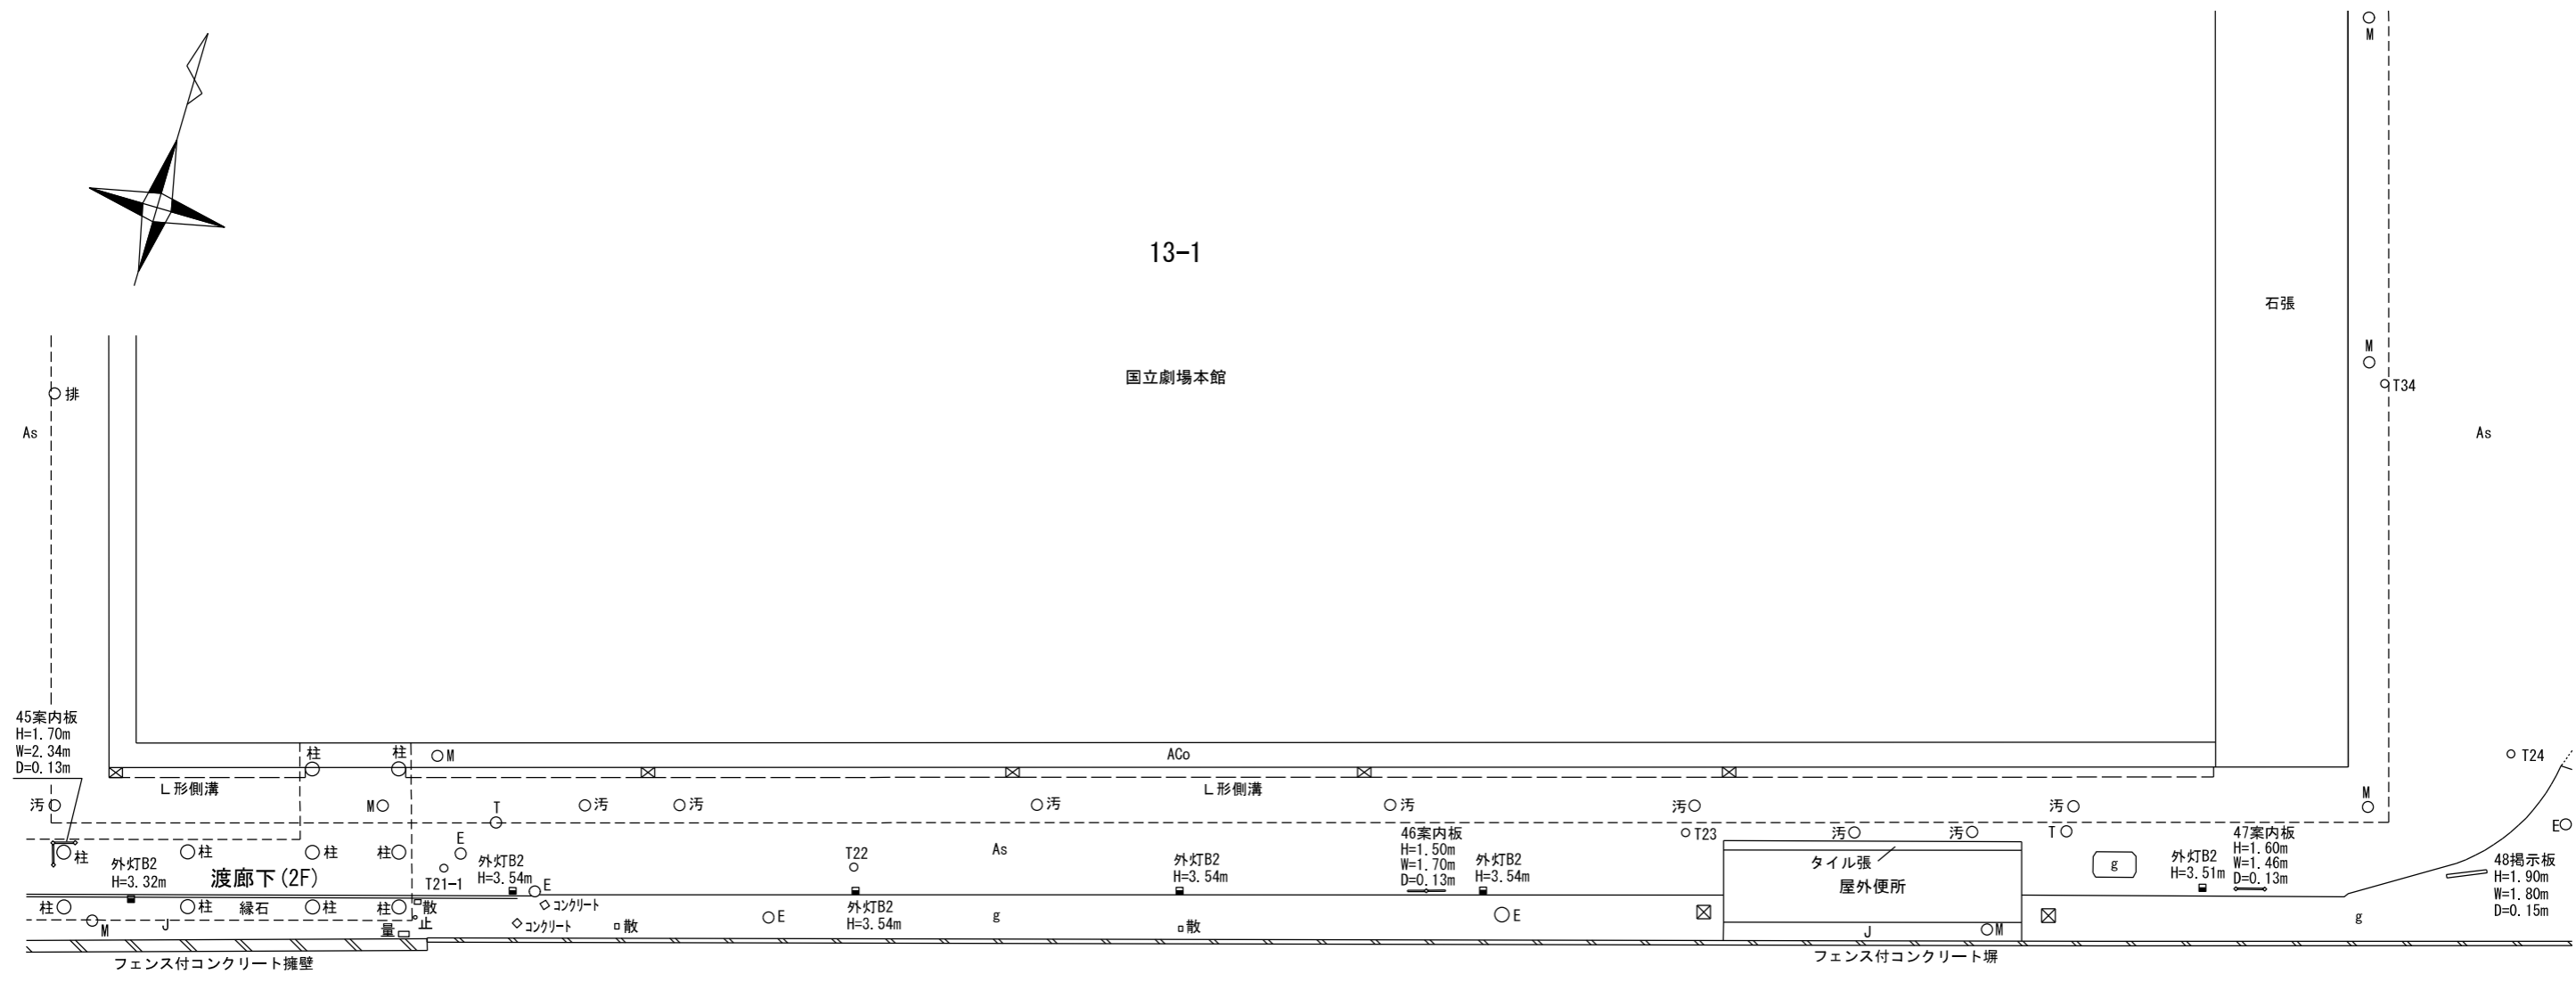 M
13-1
石張
国立劇場本館
M
T34
排
As
As
45案内板
H=1.70m
W=2.34m
D=0.13m
柱
柱
M
ACo
T24
L形側溝
L形側溝
汚
M
T
汚
汚
汚
汚
汚
汚
M
E
柱
柱
柱
柱
外灯B2
H=3.32m
渡廊下(2F)
E
T21-1
外灯B2
H=3.54m
E
T22
外灯B2
H=3.54m
As
外灯B2
H=3.54m
46案内板
H=1.50m
W=1.70m
D=0.13m
外灯B2
H=3.54m
T23
汚
汚
T
タイル張
屋外便所
g
外灯B2
H=3.51m
47案内板
H=1.60m
W=1.46m
D=0.13m
48掲示板
H=1.90m
W=1.80m
D=0.15m
柱
柱
縁石
柱
柱
散
止
量
M
J
コンクリート
コンクリート
散
E
g
散
E
J
M
g
フェンス付コンクリート擁壁
フェンス付コンクリート塀